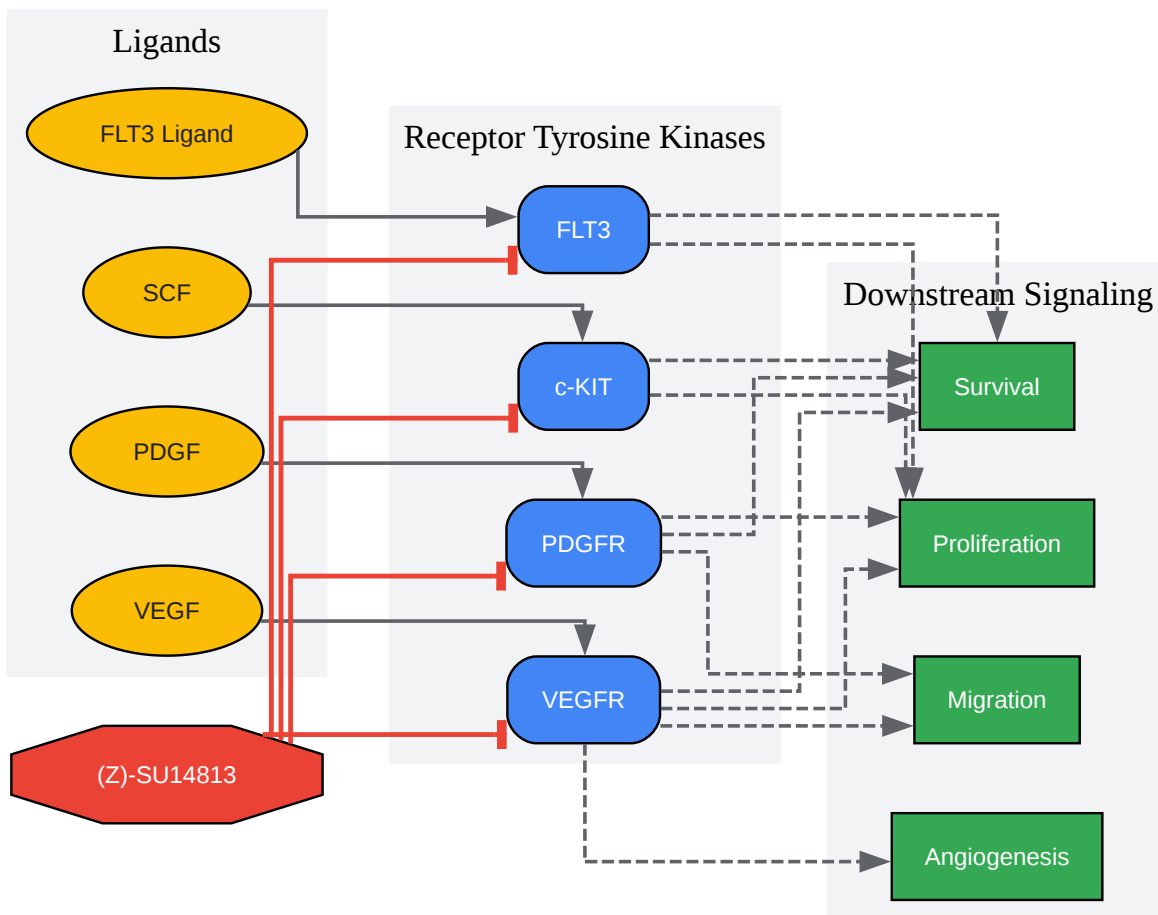 Ligands
FLT3 Ligand
SCF
PDGF
VEGF
(Z)-SU14813
Receptor Tyrosine Kinases
FLT3
c-KIT
PDGFR
VEGFR
Downstream Signaling
Survival
Proliferation
Migration
Angiogenesis